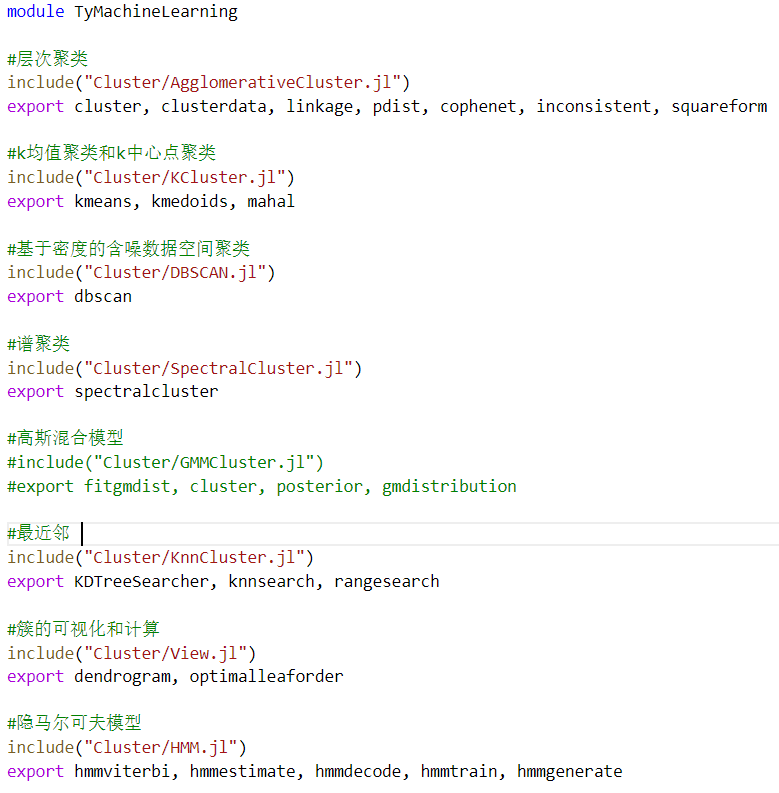 module TyMachineLearning
#层次聚类
include("Cluster/AgglomerativeCluster.jl")
export cluster, clusterdata, linkage, pdist, cophenet, inconsistent, squareform
#k均值聚类和k中心点聚类
include("Cluster/KCluster.jl")
export kmeans, kmedoids, mahal
#基于密度的含噪数据空间聚类
include("Cluster/DBSCAN.jl")
export dbscan
#谱聚类
include("Cluster/SpectralCluster.jl")
export spectralcluster
#高斯混合模型
#include("Cluster/GMMCluster.jl")
#export fitgmdist, cluster, posterior, gmdistribution
#最近邻
include("Cluster/KnnCluster.jl")
export KDTreeSearcher, knnsearch, rangesearch
#簇的可视化和计算
include("Cluster/View.jl")
export dendrogram, optimalleaforder
#隐马尔可夫模型
include("Cluster/HMM.jl")
export hmmviterbi, hmmestimate, hmmdecode, hmmtrain, hmmgenerate